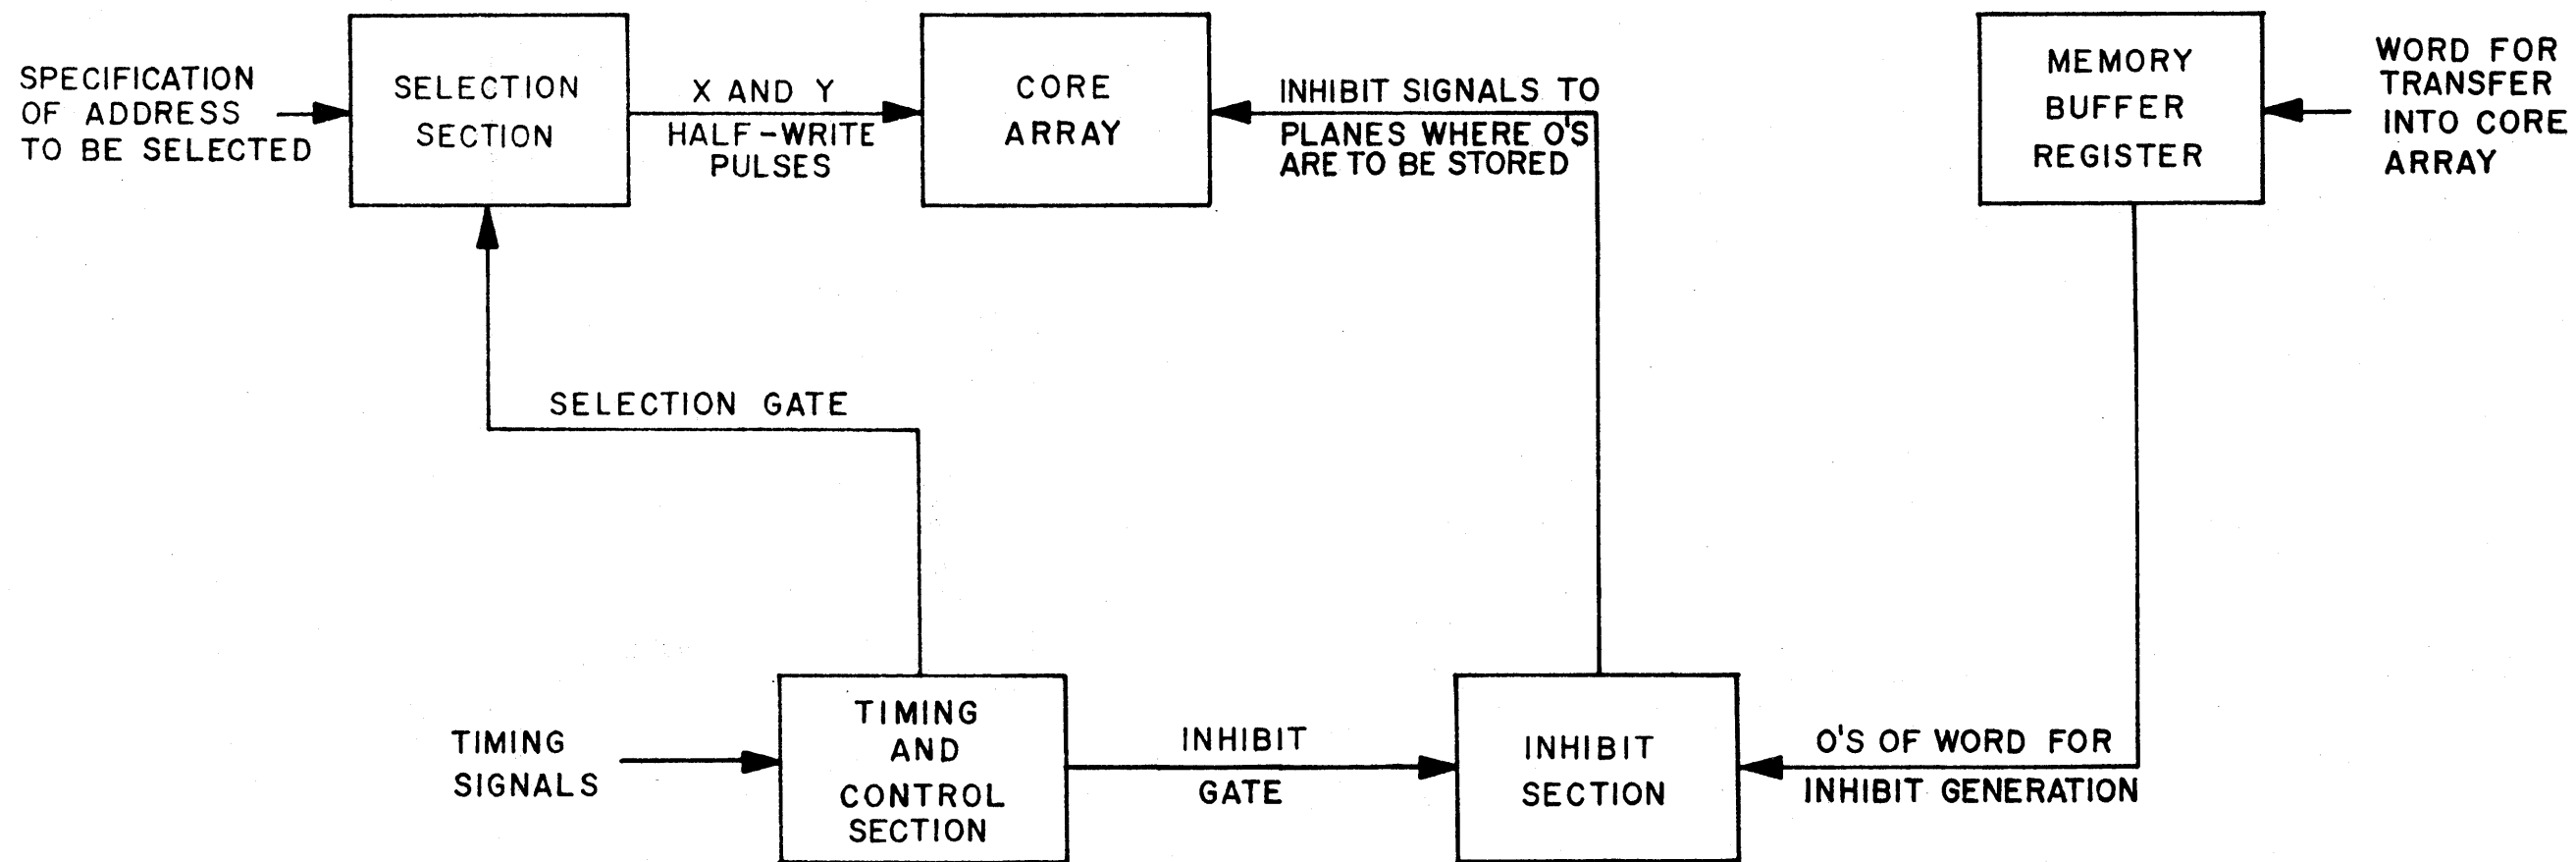 SPECIFICATION
OF ADDRESS
TO BE SELECTED
SELECTION
SECTION
X AND Y
HALF-WRITE
PULSES
CORE
ARRAY
INHIBIT SIGNALS TO
PLANES WHERE O'S
ARE TO BE STORED
MEMORY
BUFFER
REGISTER
WORD FOR
TRANSFER
INTO CORE
ARRAY
SELECTION GATE
TIMING
SIGNALS
TIMING
AND
CONTROL
SECTION
INHIBIT
GATE
INHIBIT
SECTION
O'S OF WORD FOR
INHIBIT GENERATION